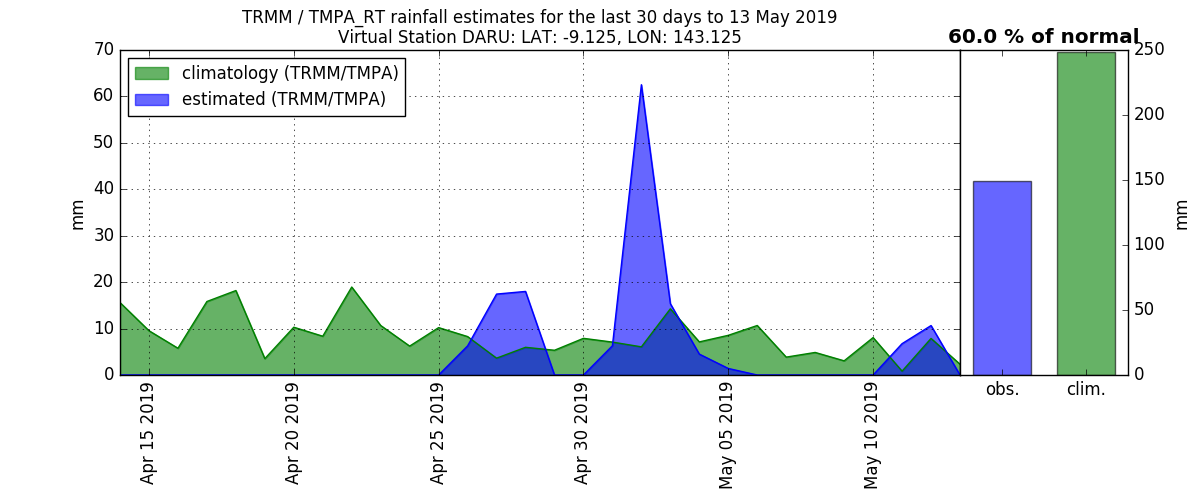 TRMM / TMPA_RT rainfall estimates for the last 30 days to 13 May 2019
Virtual Station DARU: LAT: -9.125, LON: 143.125
60.0 % of normal
climatology (TRMM/TMPA)
estimated (TRMM/TMPA)
70
60
50
40
30
20
10
0
mm
Apr 15 2019
Apr 20 2019
Apr 25 2019
Apr 30 2019
May 05 2019
May 10 2019
250
200
150
100
50
0
mm
obs.
clim.